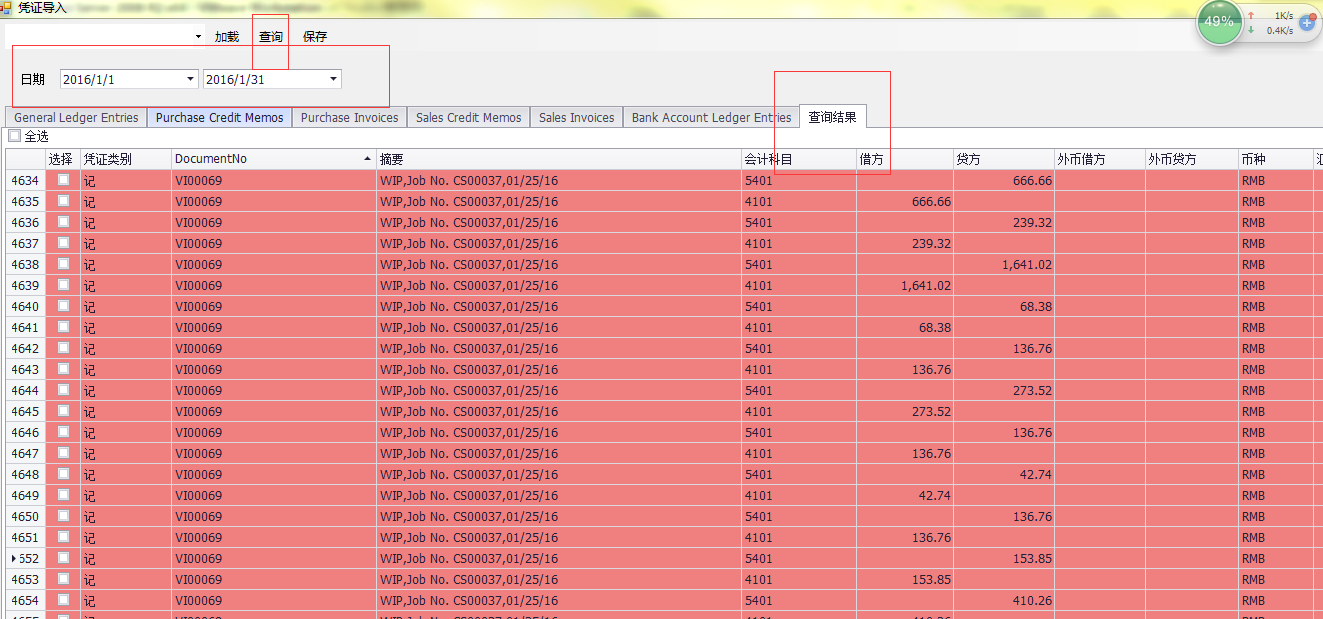 凭证导入
49%
1K/s
0.4K/s
加载 查询 保存
日期 2016/1/1 2016/1/31
General Ledger Entries Purchase Credit Memos Purchase Invoices Sales Credit Memos Sales Invoices Bank Account Ledger Entries 查询结果
全选
选择 凭证类别 DocumentNo 摘要 会计科目 借方 贷方 外币借方 外币贷方 币种
4634 记 VI00069 WIP,Job No. CS00037,01/25/16 5401 666.66 RMB
4635 记 VI00069 WIP,Job No. CS00037,01/25/16 4101 666.66 RMB
4636 记 VI00069 WIP,Job No. CS00037,01/25/16 5401 239.32 RMB
4637 记 VI00069 WIP,Job No. CS00037,01/25/16 4101 239.32 RMB
4638 记 VI00069 WIP,Job No. CS00037,01/25/16 5401 1,641.02 RMB
4639 记 VI00069 WIP,Job No. CS00037,01/25/16 4101 1,641.02 RMB
4640 记 VI00069 WIP,Job No. CS00037,01/25/16 5401 68.38 RMB
4641 记 VI00069 WIP,Job No. CS00037,01/25/16 4101 68.38 RMB
4642 记 VI00069 WIP,Job No. CS00037,01/25/16 5401 136.76 RMB
4643 记 VI00069 WIP,Job No. CS00037,01/25/16 4101 136.76 RMB
4644 记 VI00069 WIP,Job No. CS00037,01/25/16 5401 273.52 RMB
4645 记 VI00069 WIP,Job No. CS00037,01/25/16 4101 273.52 RMB
4646 记 VI00069 WIP,Job No. CS00037,01/25/16 5401 136.76 RMB
4647 记 VI00069 WIP,Job No. CS00037,01/25/16 4101 136.76 RMB
4648 记 VI00069 WIP,Job No. CS00037,01/25/16 5401 42.74 RMB
4649 记 VI00069 WIP,Job No. CS00037,01/25/16 4101 42.74 RMB
4650 记 VI00069 WIP,Job No. CS00037,01/25/16 5401 136.76 RMB
4651 记 VI00069 WIP,Job No. CS00037,01/25/16 4101 136.76 RMB
652 记 VI00069 WIP,Job No. CS00037,01/25/16 5401 153.85 RMB
4653 记 VI00069 WIP,Job No. CS00037,01/25/16 4101 153.85 RMB
4654 记 VI00069 WIP,Job No. CS00037,01/25/16 5401 410.26 RMB